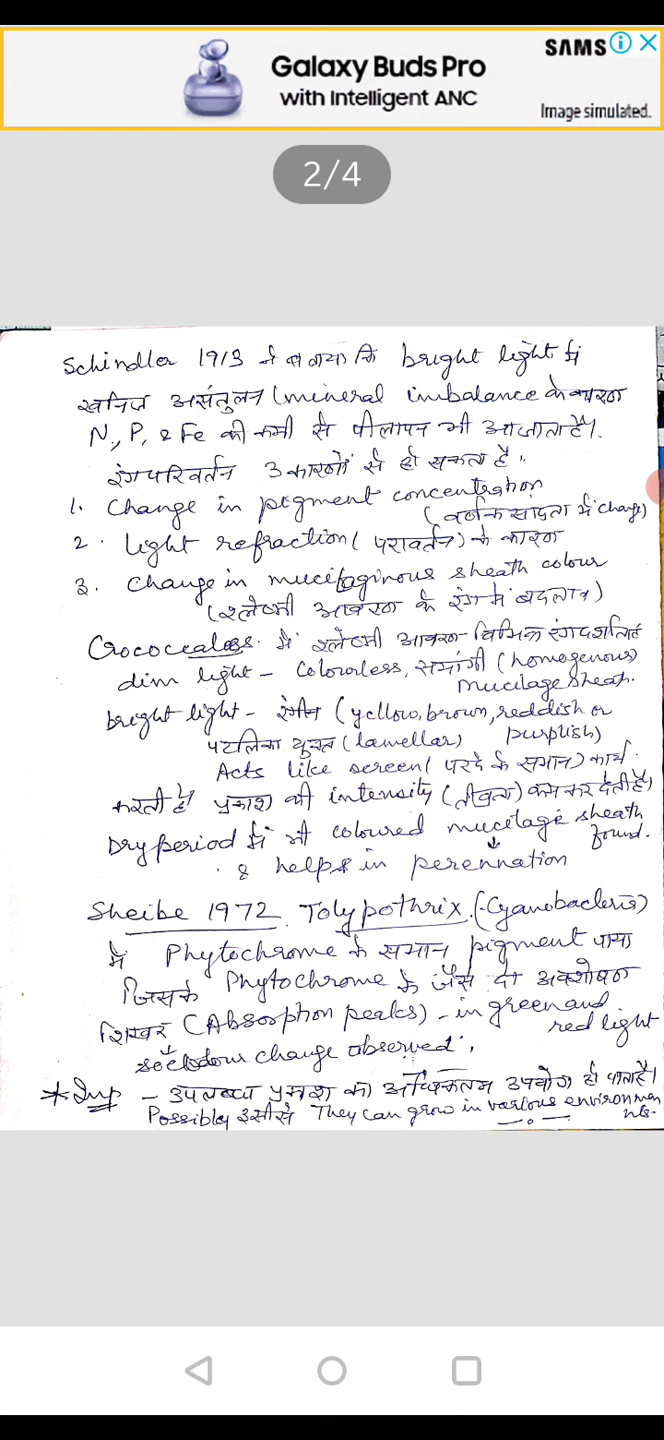 SAMS
Galaxy Buds Pro
with Intelligent ANC
Image simulated.
2/4
Schindler 1913 ने बताया कि bright light में
खनिज असंतुलन (mineral imbalance के कारण
N, P, & Fe की कमी से पीलापन भी आ जाता है।
रंग परिवर्तन 3 कारणों से हो सकता है.
1. Change in pigment concentration
(वर्णक सांद्रता में change)
2. light refraction (परावर्तन) के कारण
3. Change in mucilaginous sheath colour
(श्लेष्मी आवरण के रंग में बदलाव)
Crococealess में श्लेष्मी आवरण
dim light - Colourless, समांगी (homogenous)
mucilage sheath.
bright light - रंगीन (yellow, brown, reddish or
purplish)
पटलिका युक्त (lamellar)
Acts like screen (परदे के समान) कार्य
करती है। प्रकाश की intensity (तीव्रता) कम कर देती है।
Dry period में भी coloured mucilage sheath
found.
& helps in perennation
Sheibe 1972. Tolypothrix (-Cyanobacteria)
में Phytochrome के समान pigment पाया
जिसके Phytochrome के जैसे दो अवशोषण
शिखर (Absorption peaks) - in green and
red light
so colour change observed.
*Imp - उपलब्ध प्रकाश का अधिकतम उपयोग हो पाता है।
Possibly इसीसे They can grow in various environmen
nts.